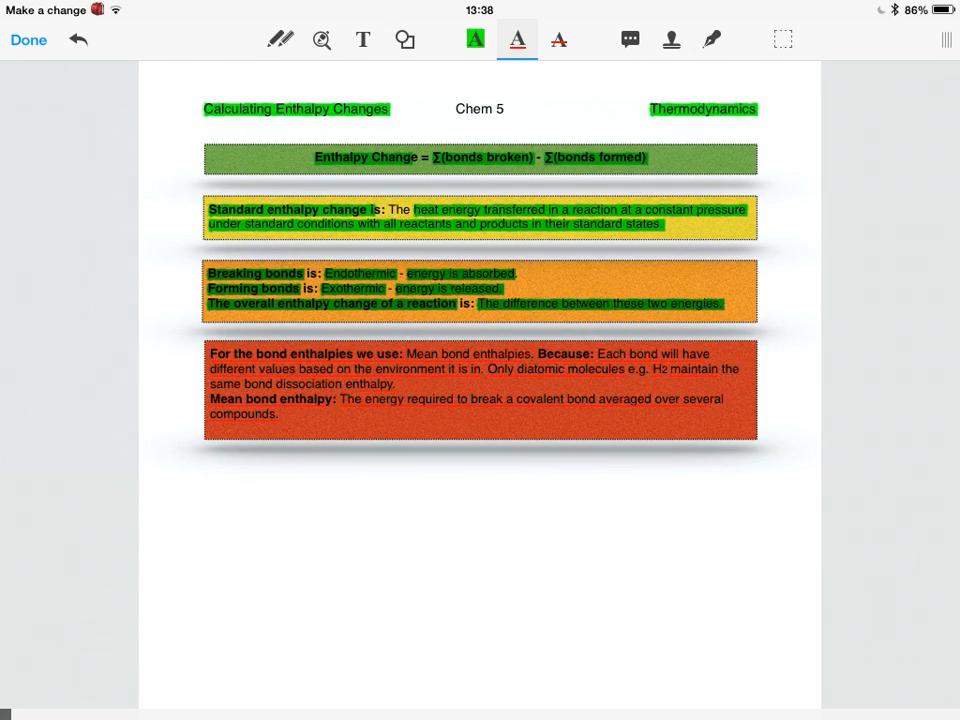 Make a change 13:38 86%
Done T A A A
Calculating Enthalpy Changes Chem 5 Thermodynamics
Enthalpy Change = Σ(bonds broken) - Σ(bonds formed)
Standard enthalpy change is: The heat energy transferred in a reaction at a constant pressure
under standard conditions with all reactants and products in their standard states.
Breaking bonds is: Endothermic - energy is absorbed.
Forming bonds is: Exothermic - energy is released.
The overall enthalpy change of a reaction is: The difference between these two energies.
For the bond enthalpies we use: Mean bond enthalpies. Because: Each bond will have
different values based on the environment it is in. Only diatomic molecules e.g. H2 maintain the
same bond dissociation enthalpy.
Mean bond enthalpy: The energy required to break a covalent bond averaged over several
compounds.